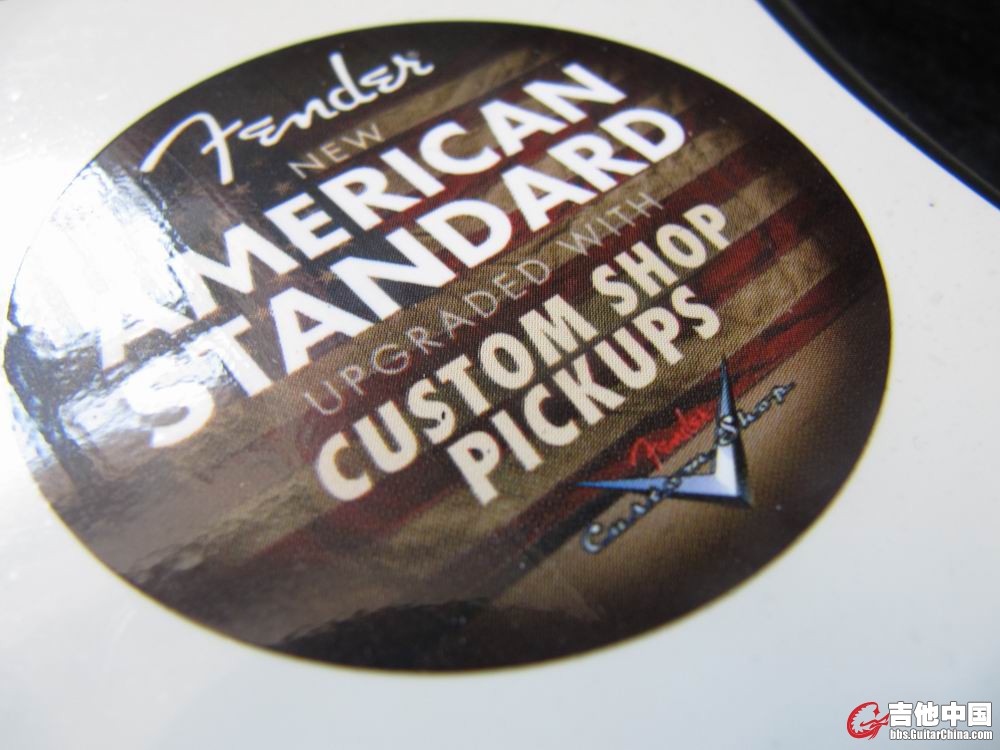 Fender
NEW
AMERICAN
STANDARD
UPGRADED WITH
CUSTOM SHOP
PICKUPS
Fender
Custom Shop
吉他中国
bbs.GuitarChina.com